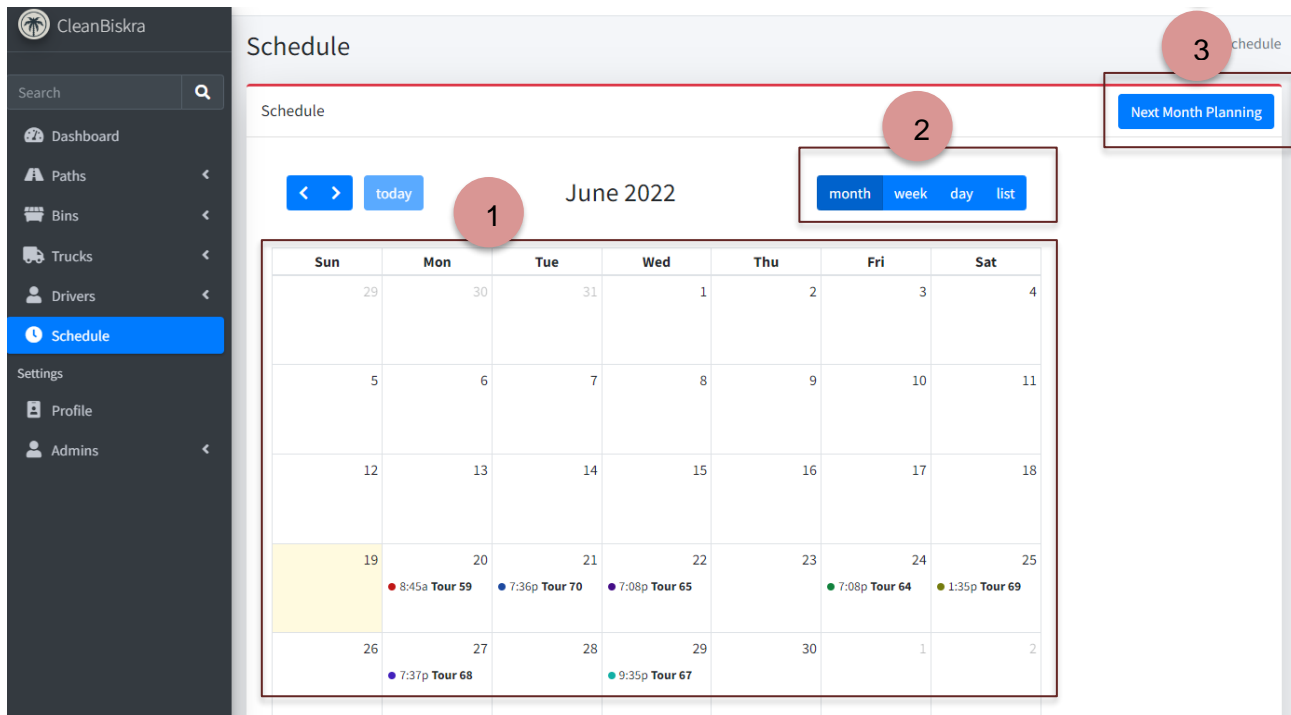 CleanBiskra
Search
Dashboard
Paths
Bins
Trucks
Drivers
Schedule
Settings
Profile
Admins
Schedule
chedule
3
Schedule
Next Month Planning
2
today
June 2022
month week day list
1
Sun Mon Tue Wed Thu Fri Sat
29 30 31 1 2 3 4
5 6 7 8 9 10 11
12 13 14 15 16 17 18
19 20 21 22 23 24 25
8:45a Tour 59 7:36p Tour 70 7:08p Tour 65 7:08p Tour 64 1:35p Tour 69
26 27 28 29 30 1 2
7:37p Tour 68 9:35p Tour 67